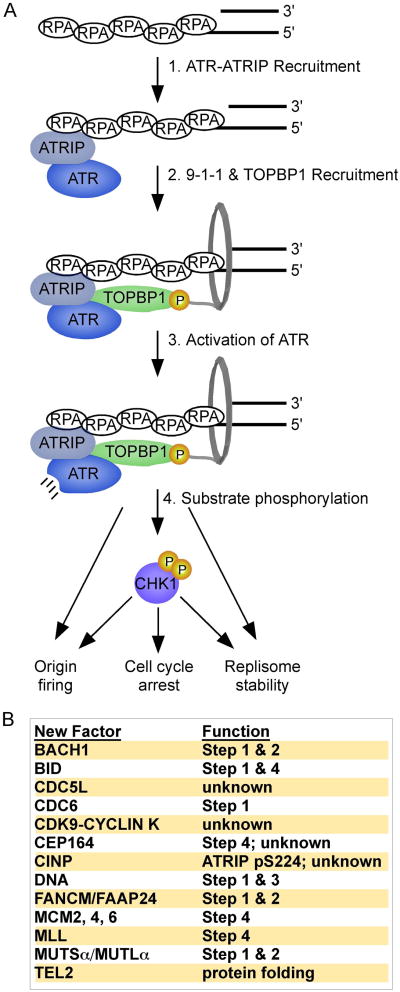 A
RPA RPA RPA RPA RPA
3'
5'
1. ATR-ATRIP Recruitment
RPA RPA RPA RPA RPA
3'
5'
ATRIP
ATR
2. 9-1-1 & TOPBP1 Recruitment
RPA RPA RPA RPA RPA
3'
5'
ATRIP
TOPBP1
P
ATR
3. Activation of ATR
RPA RPA RPA RPA RPA
3'
5'
ATRIP
TOPBP1
P
ATR
4. Substrate phosphorylation
P
P
CHK1
Origin firing
Cell cycle arrest
Replisome stability
B
New Factor Function
BACH1 Step 1 & 2
BID Step 1 & 4
CDC5L unknown
CDC6 Step 1
CDK9-CYCLIN K unknown
CEP164 Step 4; unknown
CINP ATRIP pS224; unknown
DNA Step 1 & 3
FANCM/FAAP24 Step 1 & 2
MCM2, 4, 6 Step 4
MLL Step 4
MUTSα/MUTLα Step 1 & 2
TEL2 protein folding